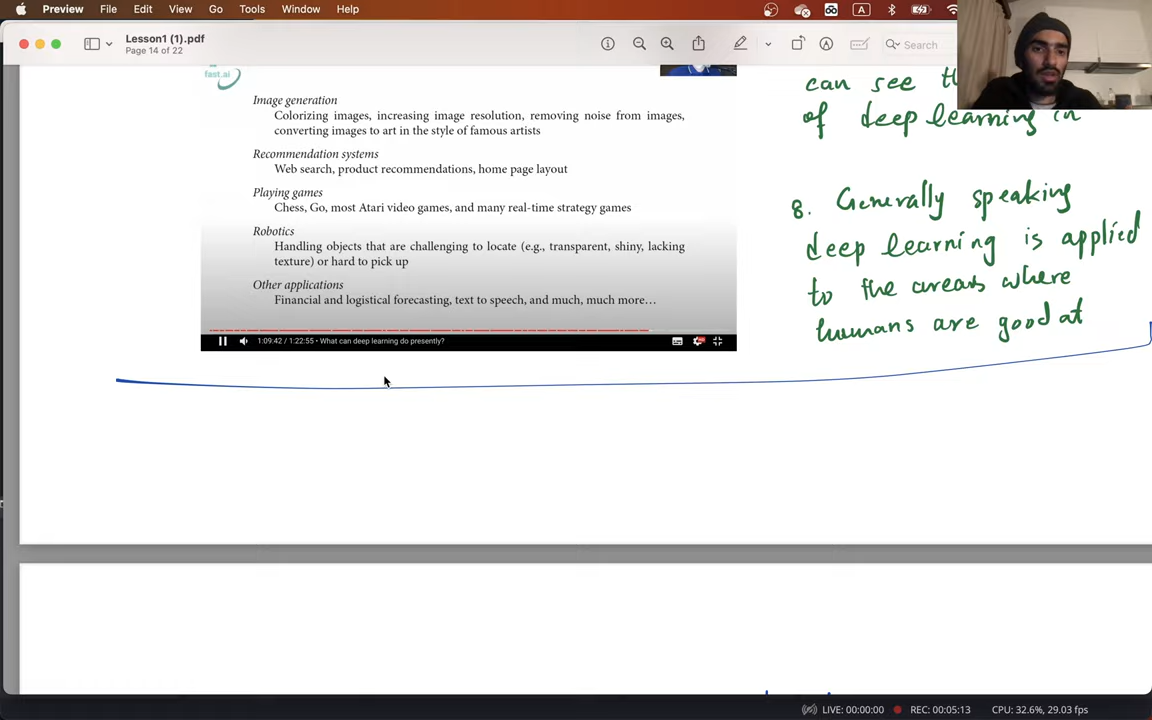 Preview File Edit View Go Tools Window Help
Lesson1 (1).pdf
Page 14 of 22
Search
fast.ai
Image generation
Colorizing images, increasing image resolution, removing noise from images,
converting images to art in the style of famous artists
Recommendation systems
Web search, product recommendations, home page layout
Playing games
Chess, Go, most Atari video games, and many real-time strategy games
Robotics
Handling objects that are challenging to locate (e.g., transparent, shiny, lacking
texture) or hard to pick up
Other applications
Financial and logistical forecasting, text to speech, and much, much more…
1:09:42 / 1:22:55 • What can deep learning do presently?
can see
of deep learning in
8. Generally speaking
deep learning is applied
to the areas where
humans are good at
LIVE: 00:00:00 REC: 00:05:13 CPU: 32.6%, 29.03 fps